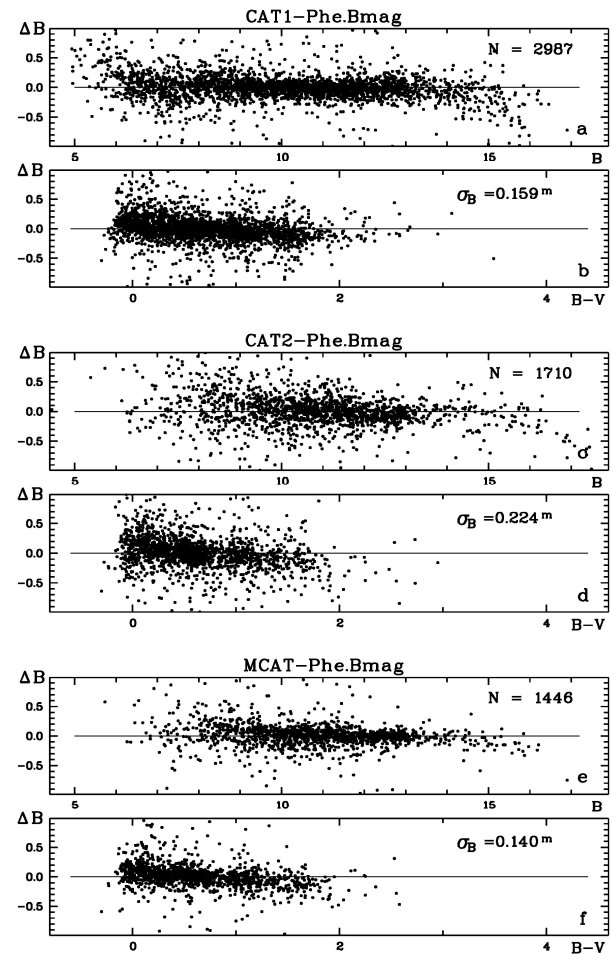 CAT1-Phe.Bmag
ΔB
0.5
0.0
-0.5
N = 2987
a
5 10 15 B
ΔB
0.5
0.0
-0.5
σB=0.159m
b
0 2 4 B-V
CAT2-Phe.Bmag
ΔB
0.5
0.0
-0.5
N = 1710
c
5 10 15 B
ΔB
0.5
0.0
-0.5
σB=0.224m
d
0 2 4 B-V
MCAT-Phe.Bmag
ΔB
0.5
0.0
-0.5
N = 1446
e
5 10 15 B
ΔB
0.5
0.0
-0.5
σB=0.140m
f
0 2 4 B-V